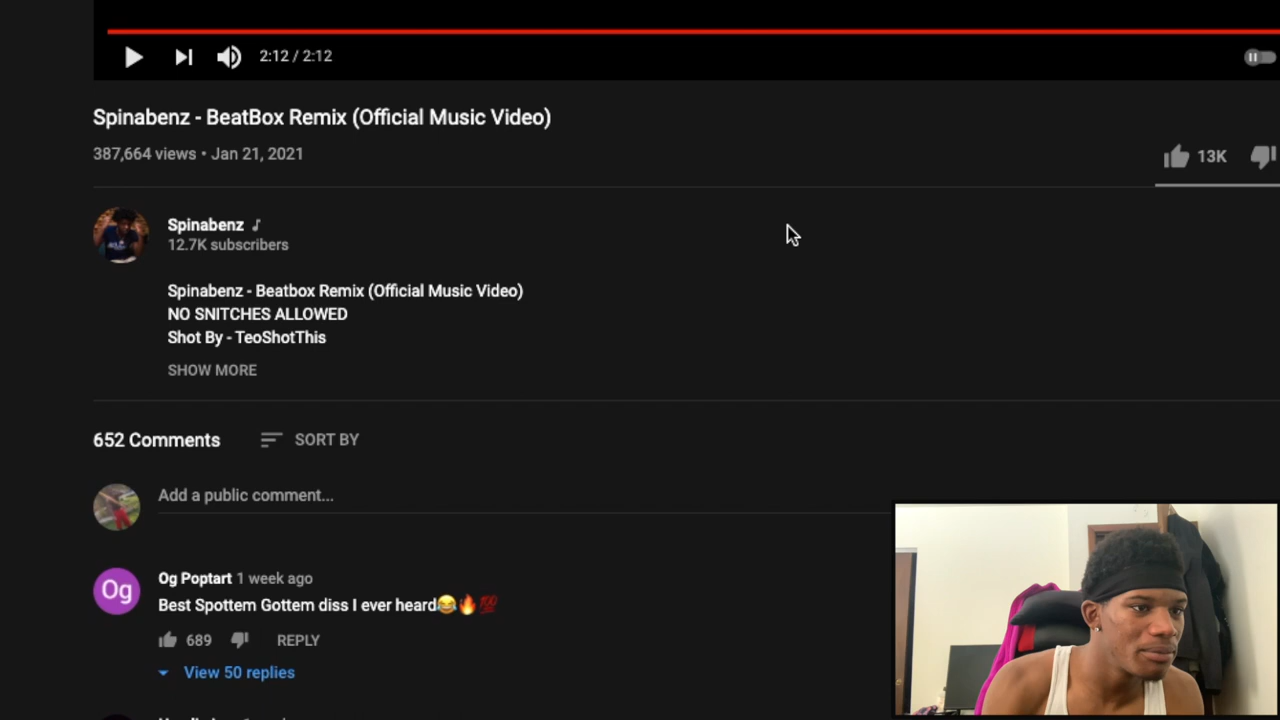 2:12 / 2:12
Spinabenz - BeatBox Remix (Official Music Video)
387,664 views • Jan 21, 2021
13K
Spinabenz ♪
12.7K subscribers
Spinabenz - Beatbox Remix (Official Music Video)
NO SNITCHES ALLOWED
Shot By - TeoShotThis
SHOW MORE
652 Comments
SORT BY
Add a public comment...
Og
Og Poptart 1 week ago
Best Spottem Gottem diss I ever heard😂🔥💯
689
REPLY
View 50 replies